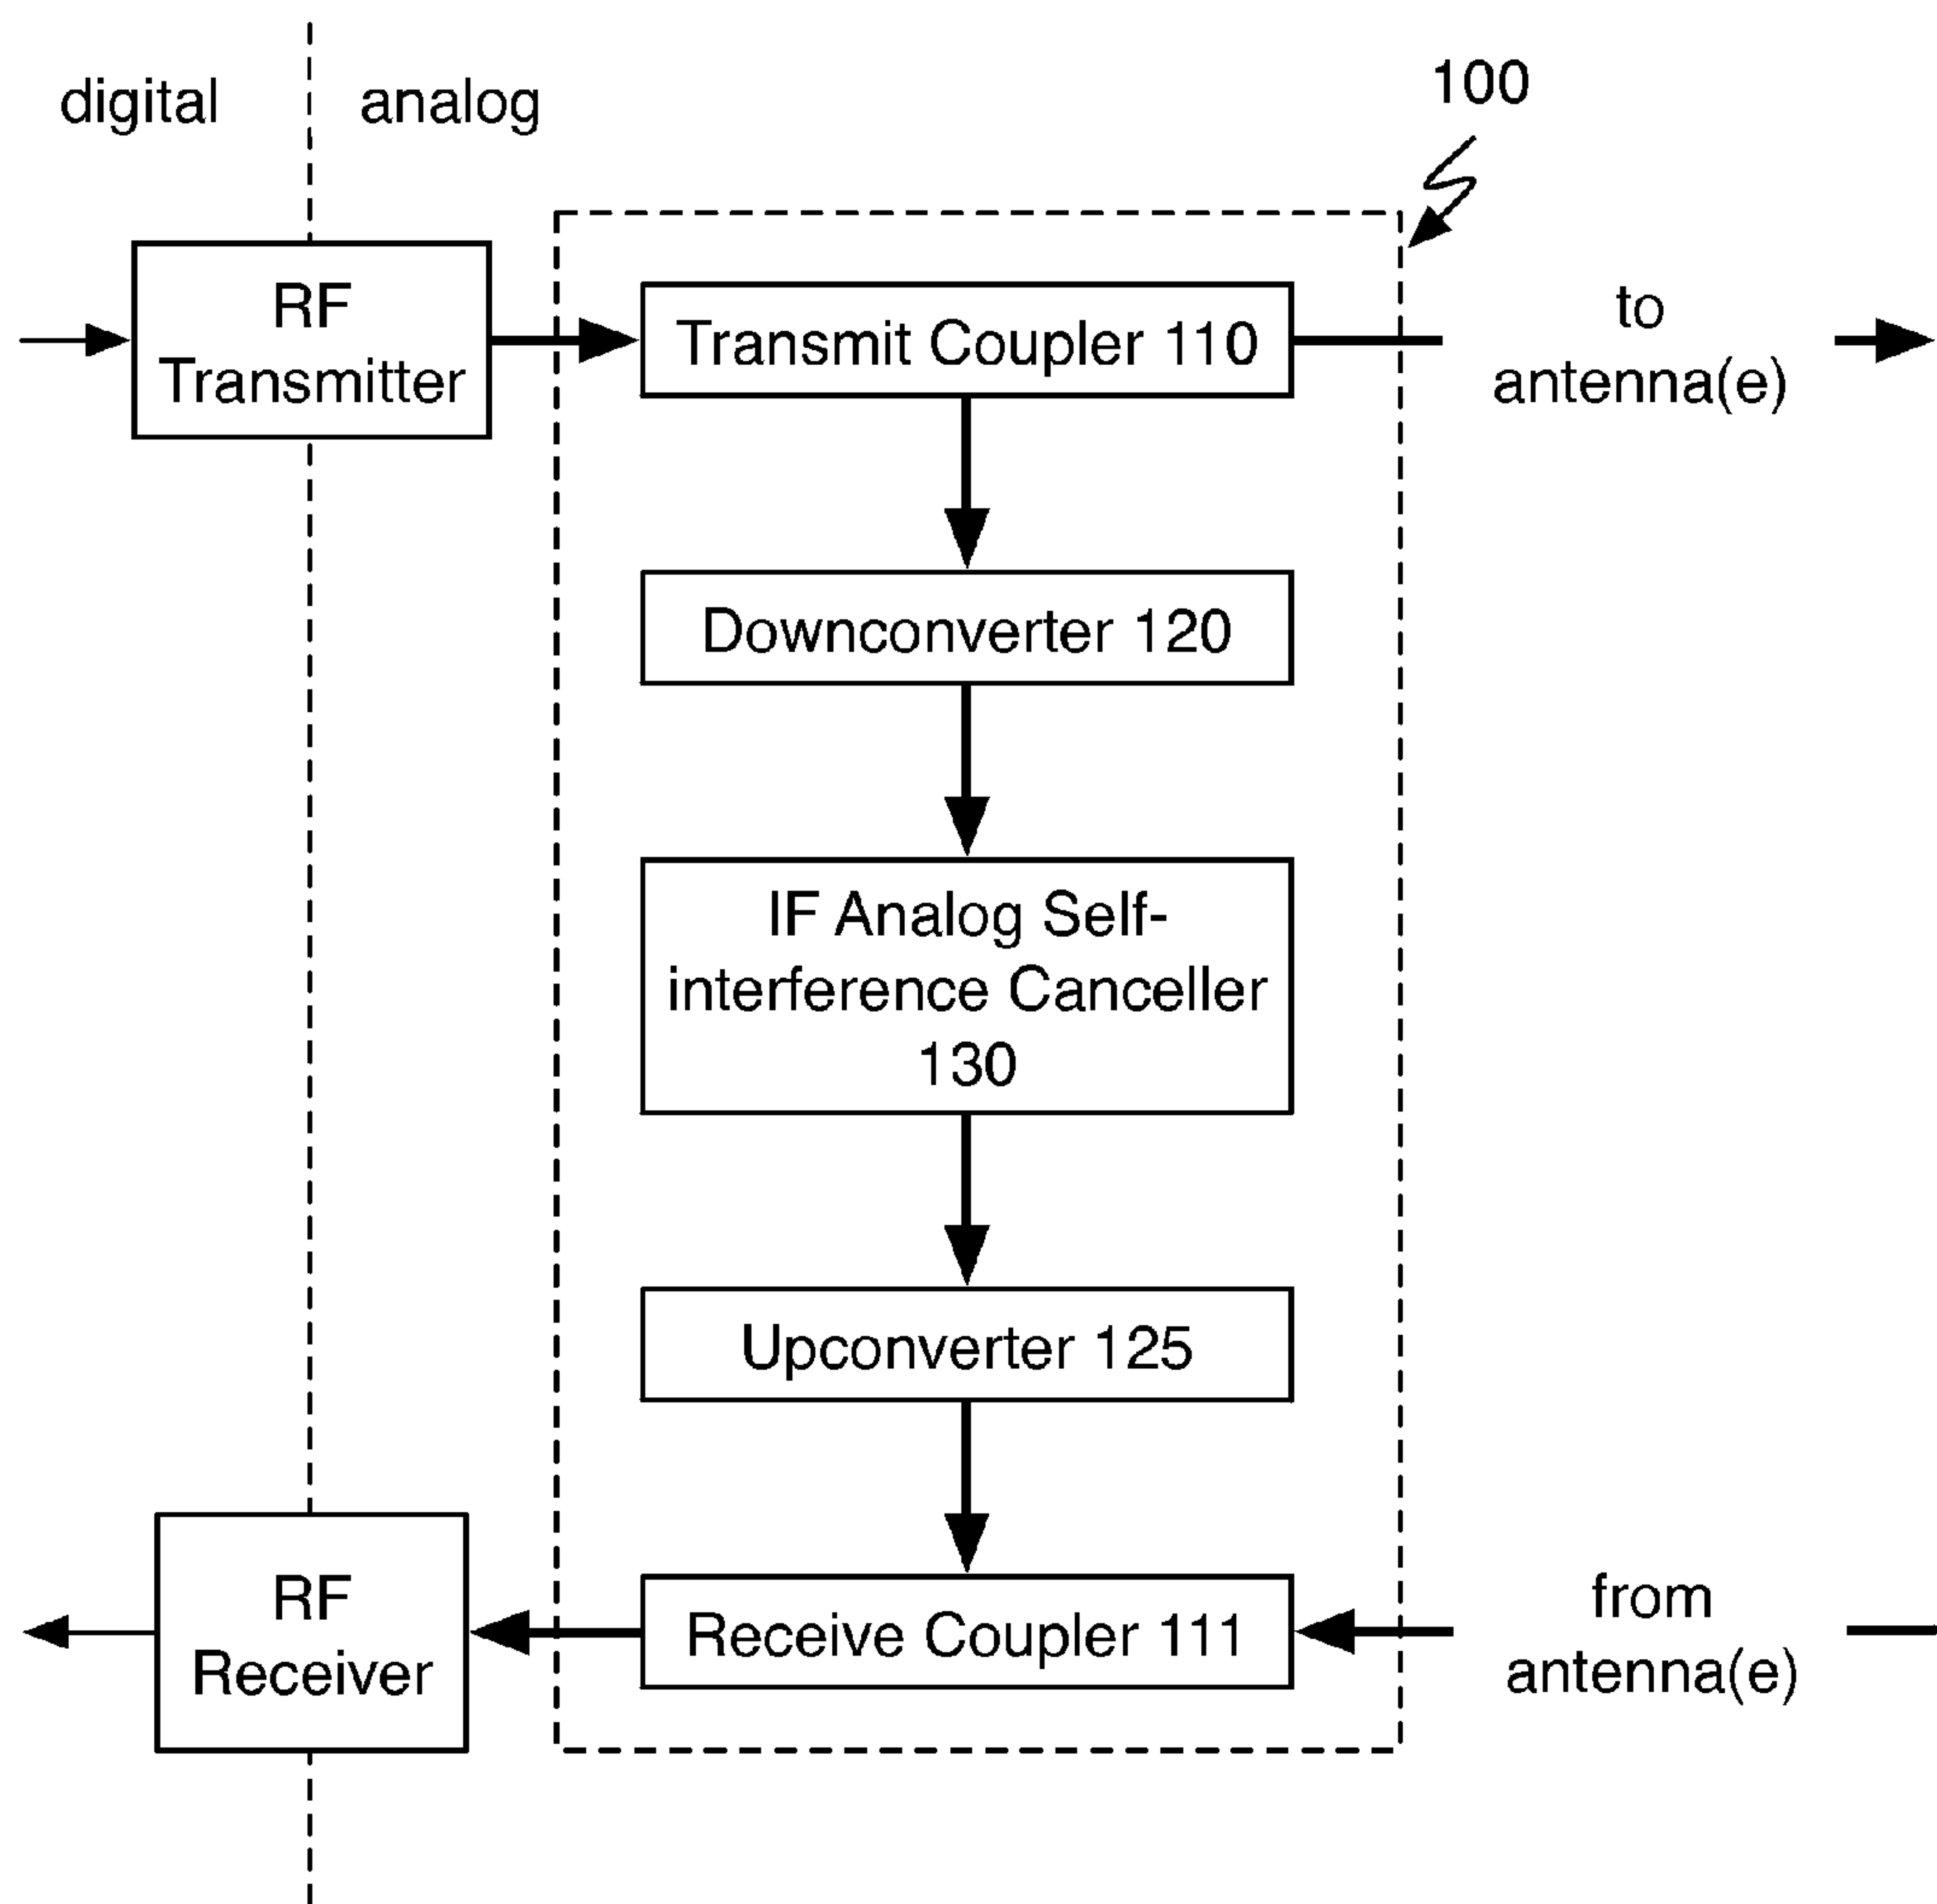 digital
analog
100
RF
Transmitter
Transmit Coupler 110
to
antenna(e)
Downconverter 120
IF Analog Self-
interference Canceller
130
Upconverter 125
RF
Receiver
Receive Coupler 111
from
antenna(e)